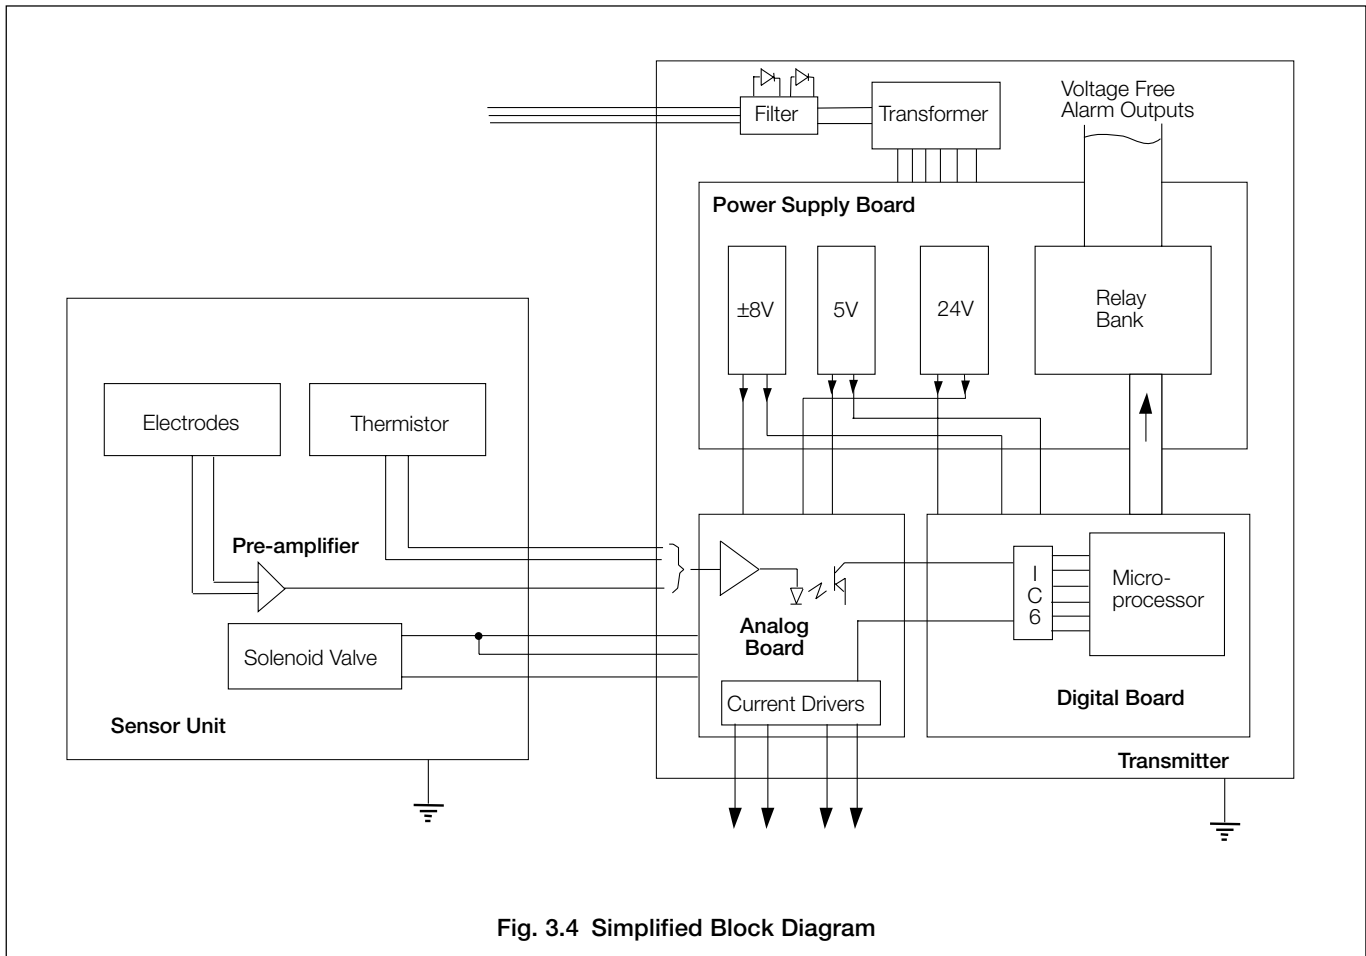 Voltage Free
Alarm Outputs
Filter
Transformer
Power Supply Board
±8V
5V
24V
Relay
Bank
Electrodes
Thermistor
Pre-amplifier
Solenoid Valve
Sensor Unit
Analog
Board
Current Drivers
I
C
6
Micro-
processor
Digital Board
Transmitter
Fig. 3.4 Simplified Block Diagram